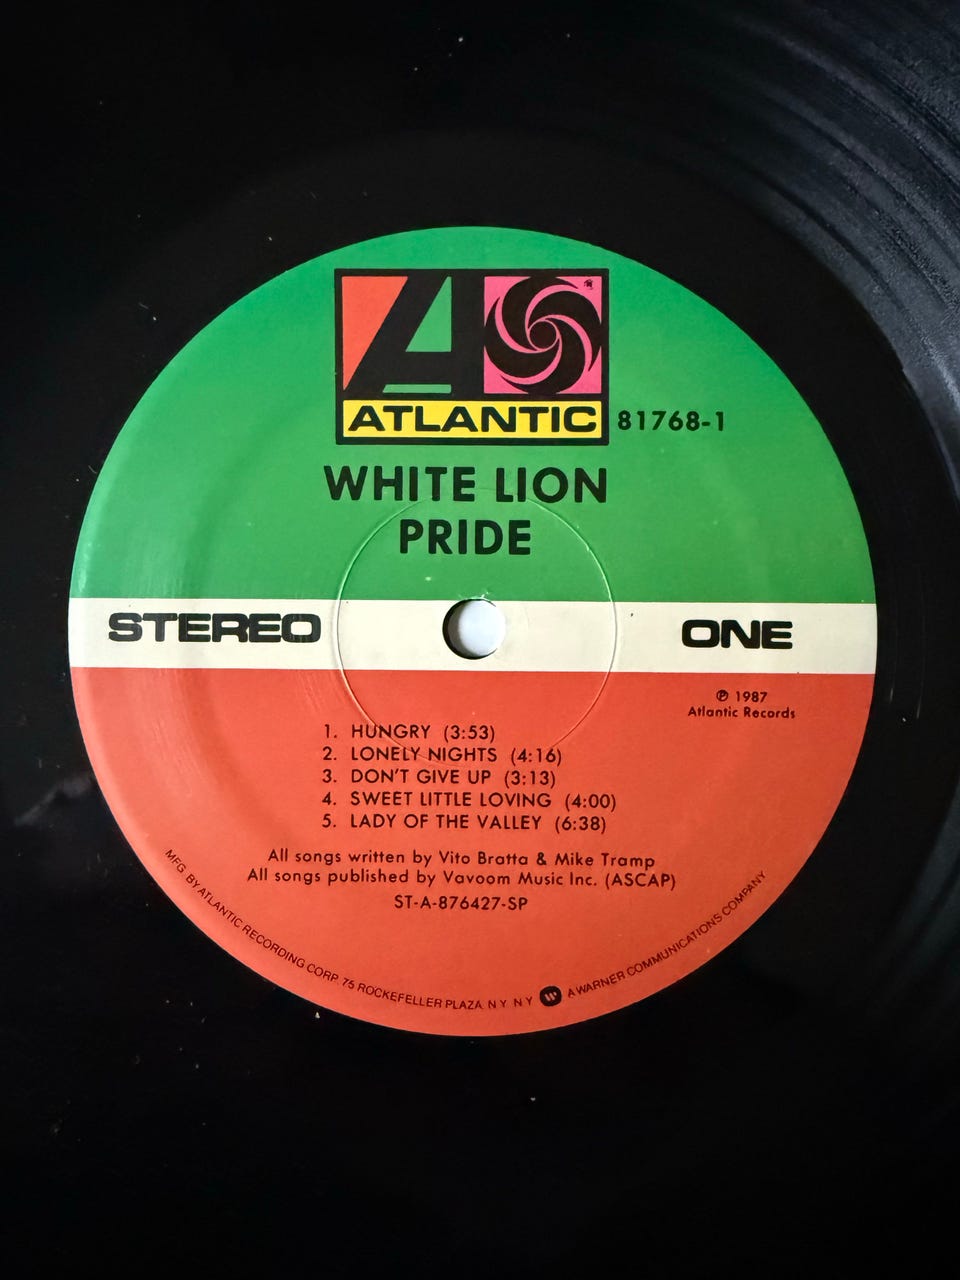 ATLANTIC 81768-1
WHITE LION
PRIDE
STEREO ONE
℗ 1987
Atlantic Records
1. HUNGRY (3:53)
2. LONELY NIGHTS (4:16)
3. DON'T GIVE UP (3:13)
4. SWEET LITTLE LOVING (4:00)
5. LADY OF THE VALLEY (6:38)
All songs written by Vito Bratta & Mike Tramp
All songs published by Vavoom Music Inc. (ASCAP)
ST-A-876427-SP
MFG. BY ATLANTIC RECORDING CORP. 75 ROCKEFELLER PLAZA N Y N Y A WARNER COMMUNICATIONS COMPANY